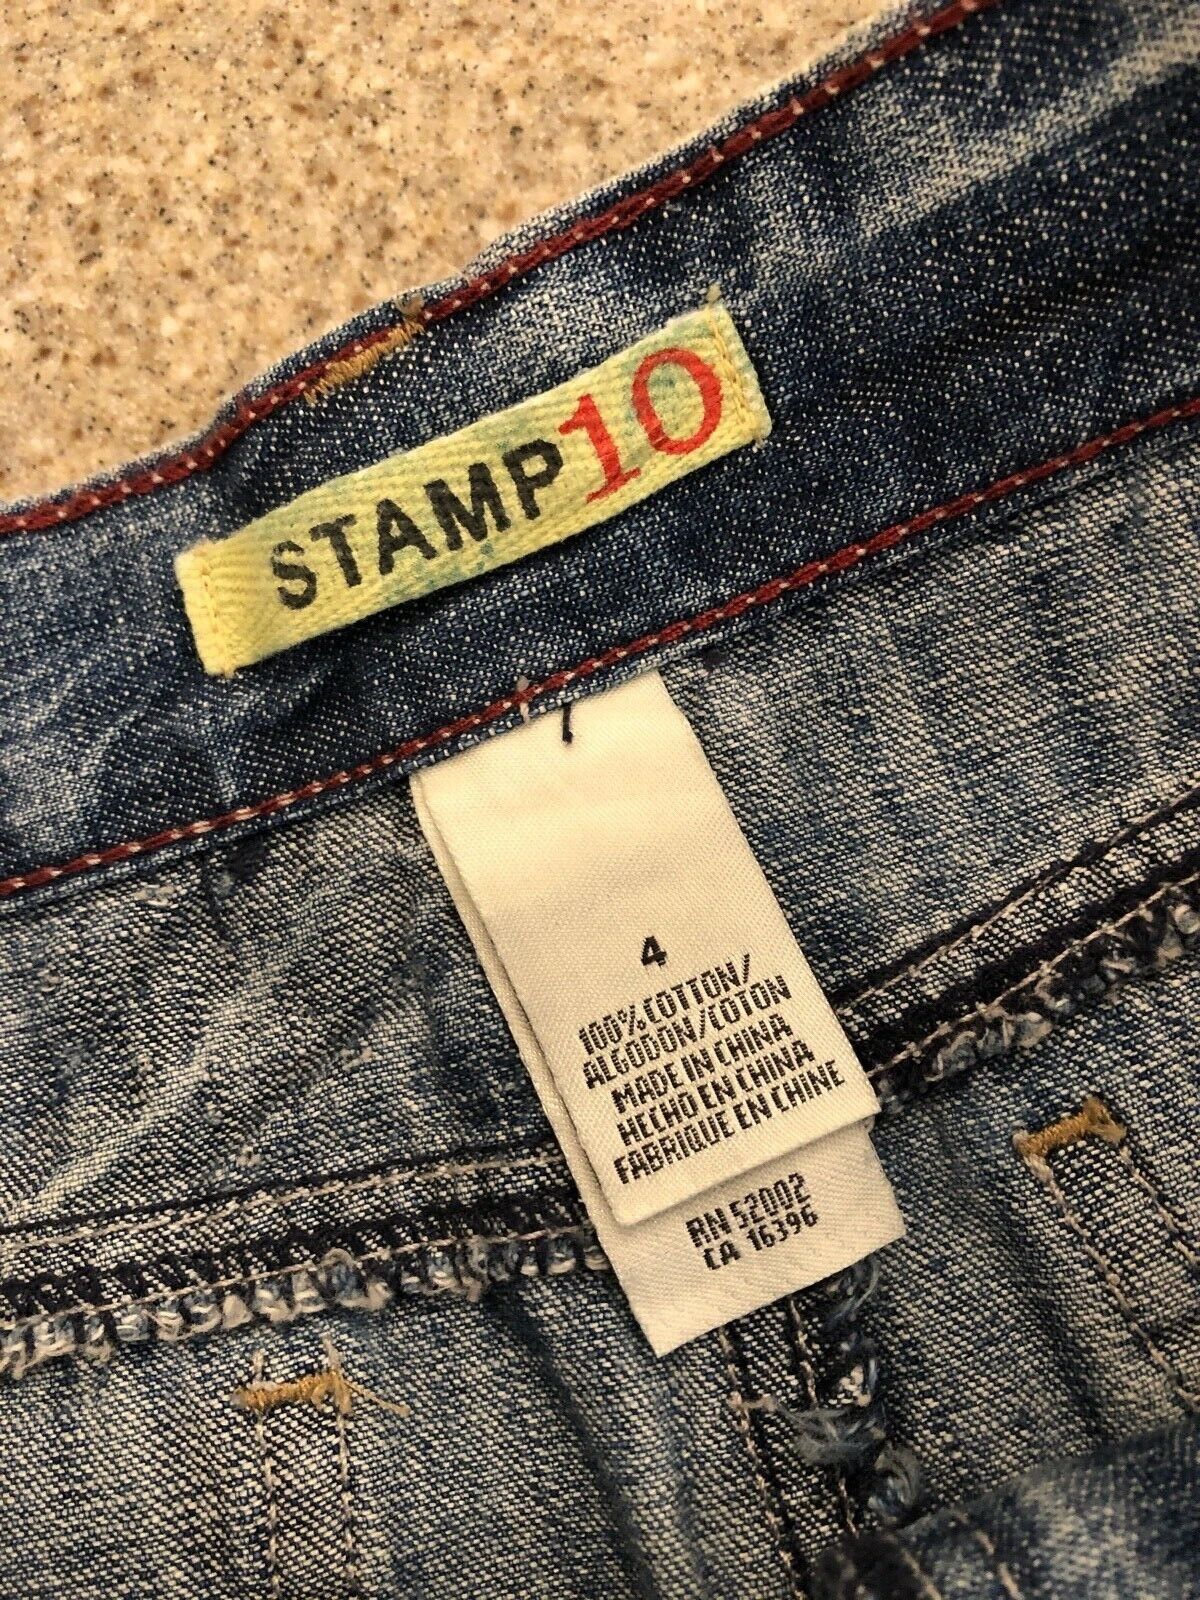 STAMP10
4
100% COTTON/
ALGODON/COTON
MADE IN CHINA
HECHO EN CHINA
FABRIQUE EN CHINE
RN 52002
CA 16396